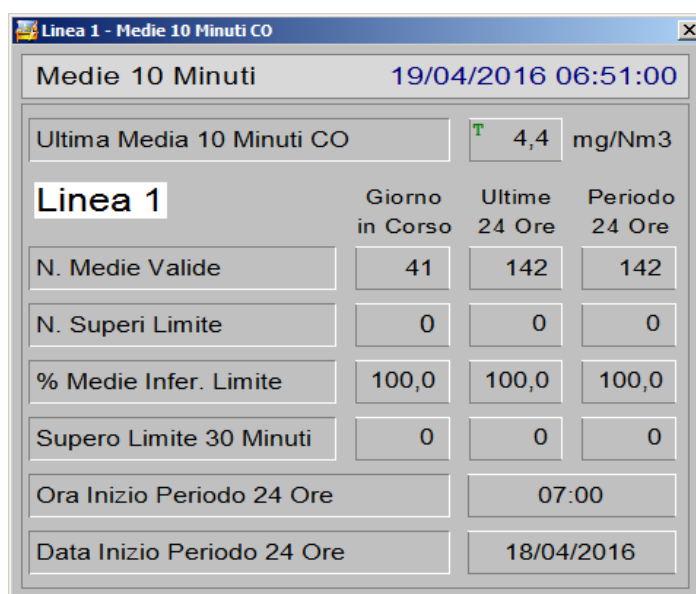 Linea 1 - Medie 10 Minuti CO
Medie 10 Minuti 19/04/2016 06:51:00
Ultima Media 10 Minuti CO T 4,4 mg/Nm3
Linea 1 Giorno in Corso Ultime 24 Ore Periodo 24 Ore
N. Medie Valide 41 142 142
N. Superi Limite 0 0 0
% Medie Infer. Limite 100,0 100,0 100,0
Supero Limite 30 Minuti 0 0 0
Ora Inizio Periodo 24 Ore 07:00
Data Inizio Periodo 24 Ore 18/04/2016